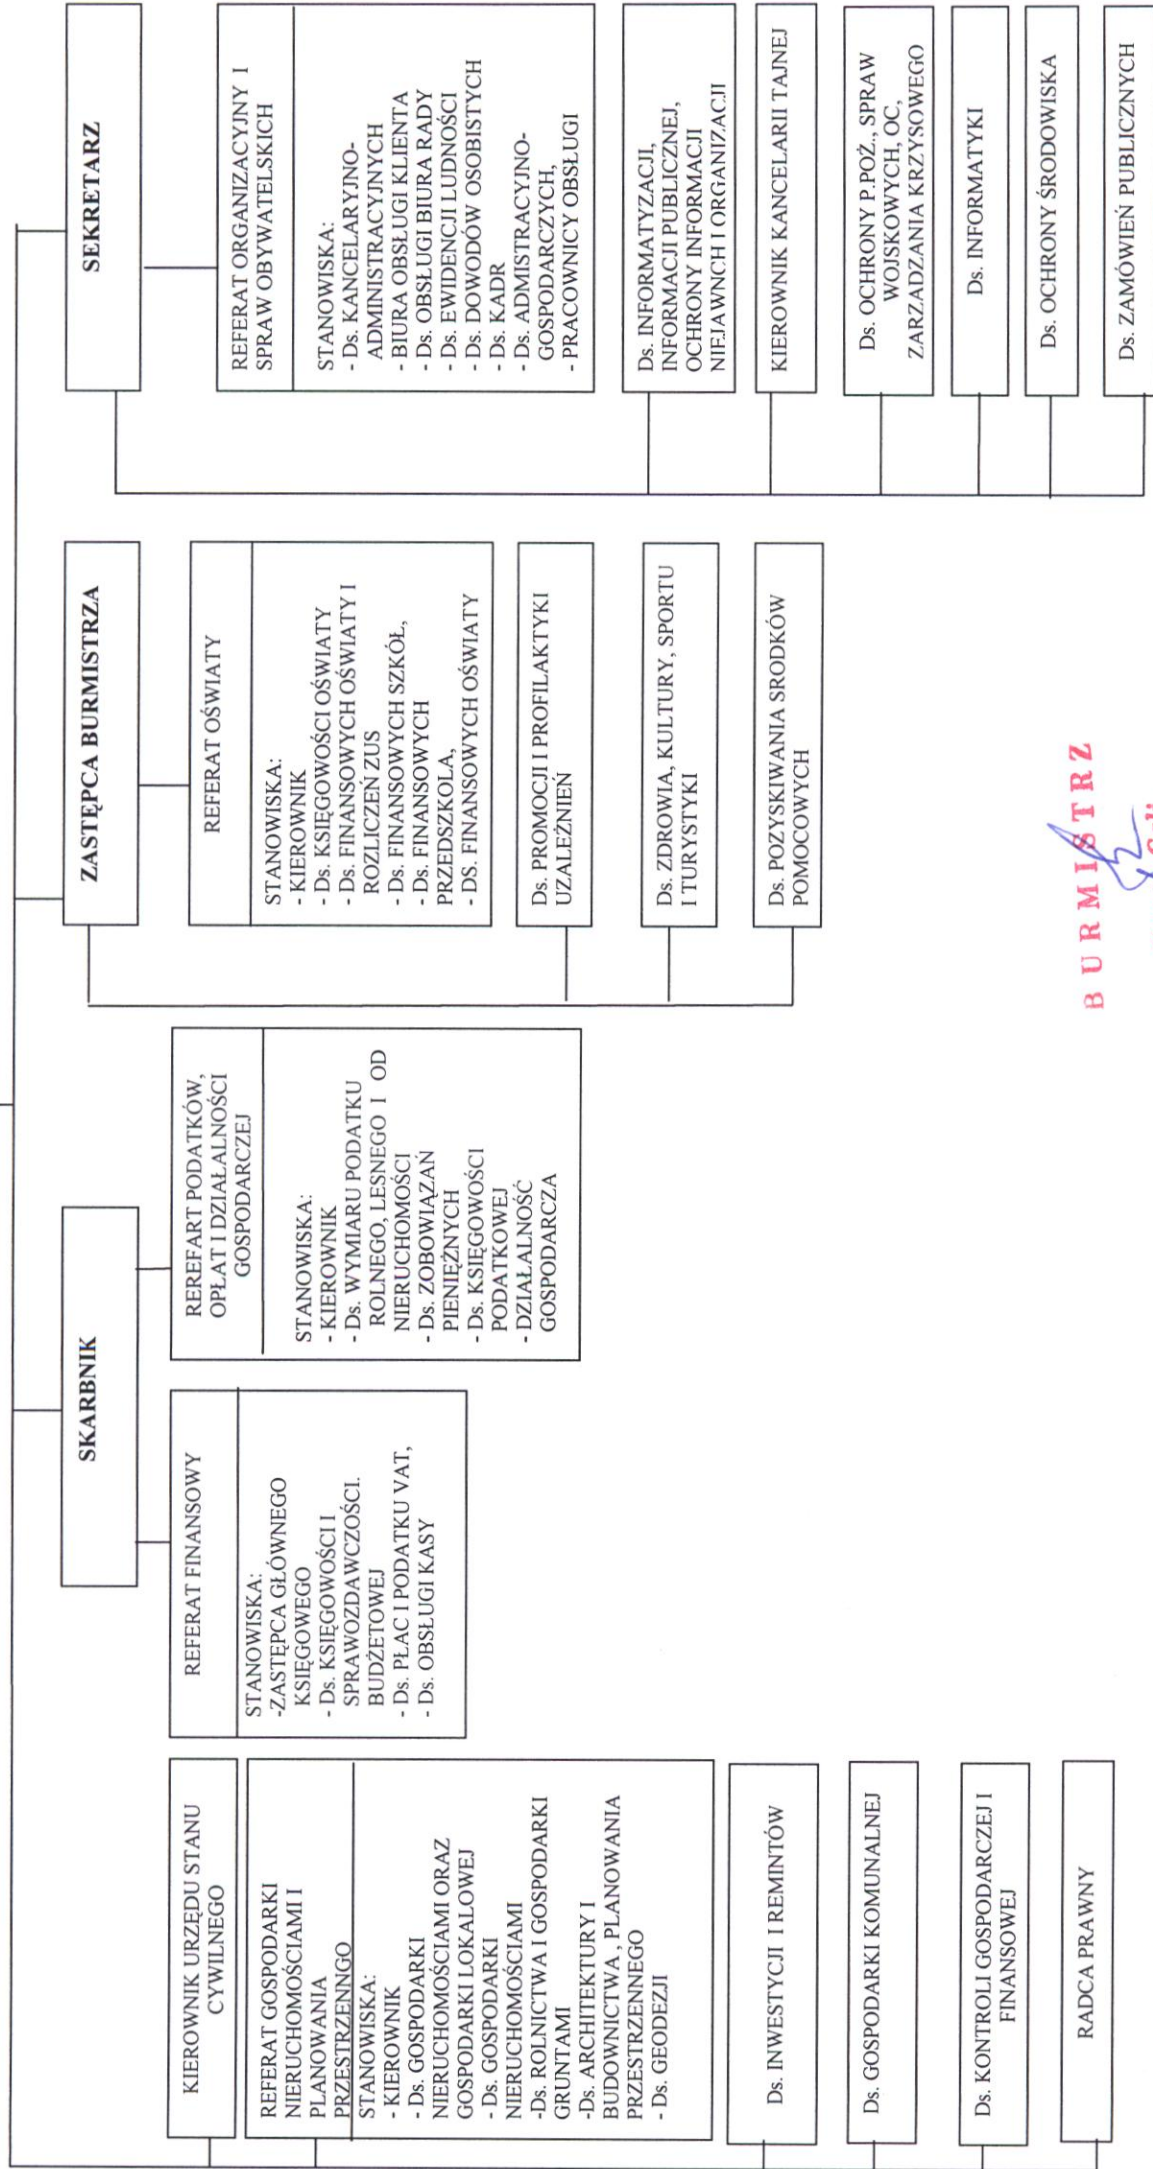 KIEROWNIK URZĘDU STANU
CYWILNEGO
REFERAT GOSPODARKI
NIERUCHOMOŚCIAMI I
PLANOWANIA
PRZESTRZENNGO
STANOWISKA:
- KIEROWNIK
- Ds. GOSPODARKI
NIERUCHOMOŚCIAMI ORAZ
GOSPODARKI LOKALOWEJ
- Ds. GOSPODARKI
NIERUCHOMOŚCIAMI
-Ds. ROLNICTWA I GOSPODARKI
GRUNTAMI
-Ds. ARCHITEKTURY I
BUDOWNICTWA, PLANOWANIA
PRZESTRZENNEGO
- Ds. GEODEZJI
Ds. INWESTYCJI I REMINTÓW
Ds. GOSPODARKI KOMUNALNEJ
Ds. KONTROLI GOSPODARCZEJ I
FINANSOWEJ
RADCA PRAWNY
SKARBNIK
REFERAT FINANSOWY
STANOWISKA:
-ZASTĘPCA GŁÓWNEGO
KSIĘGOWEGO
- Ds. KSIĘGOWOŚCI I
SPRAWOZDAWCZOŚCI.
BUDŻETOWEJ
- Ds. PŁAC I PODATKU VAT,
- Ds. OBSŁUGI KASY
REREFART PODATKÓW,
OPŁAT I DZIAŁALNOŚCI
GOSPODARCZEJ
STANOWISKA:
- KIEROWNIK
- Ds. WYMIARU PODATKU
ROLNEGO, LESNEGO I OD
NIERUCHOMOŚCI
- Ds. ZOBOWIĄZAŃ
PIENIĘŻNYCH
- Ds. KSIĘGOWOŚCI
PODATKOWEJ
- DZIAŁALNOŚĆ
GOSPODARCZA
ZASTĘPCA BURMISTRZA
REFERAT OŚWIATY
STANOWISKA:
- KIEROWNIK
- Ds. KSIĘGOWOŚCI OŚWIATY
- Ds. FINANSOWYCH OŚWIATY I
ROZLICZEŃ ZUS
- Ds. FINANSOWYCH SZKÓŁ,
- Ds. FINANSOWYCH
PRZEDSZKOLA,
- DS. FINANSOWYCH OŚWIATY
Ds. PROMOCJI I PROFILAKTYKI
UZALEŻNIEŃ
Ds. ZDROWIA, KULTURY, SPORTU
I TURYSTYKI
Ds. POZYSKIWANIA SRODKÓW
POMOCOWYCH
SEKRETARZ
REFERAT ORGANIZACYJNY I
SPRAW OBYWATELSKICH
STANOWISKA:
- Ds. KANCELARYJNO-
ADMINISTRACYJNYCH
- BIURA OBSŁUGI KLIENTA
- Ds. OBSŁUGI BIURA RADY
- Ds. EWIDENCJI LUDNOŚCI
- Ds. DOWODÓW OSOBISTYCH
- Ds. KADR
- Ds. ADMISTRACYJNO-
GOSPODARCZYCH,
- PRACOWNICY OBSŁUGI
Ds. INFORMATYZACJI,
INFORMACJI PUBLICZNEJ,
OCHRONY INFORMACJI
NIEJAWNCH I ORGANIZACJI
KIEROWNIK KANCELARII TAJNEJ
Ds. OCHRONY P.POŻ., SPRAW
WOJSKOWYCH, OC,
ZARZADZANIA KRZYSOWEGO
Ds. INFORMATYKI
Ds. OCHRONY ŚRODOWISKA
Ds. ZAMÓWIEŃ PUBLICZNYCH
BURMISTRZ